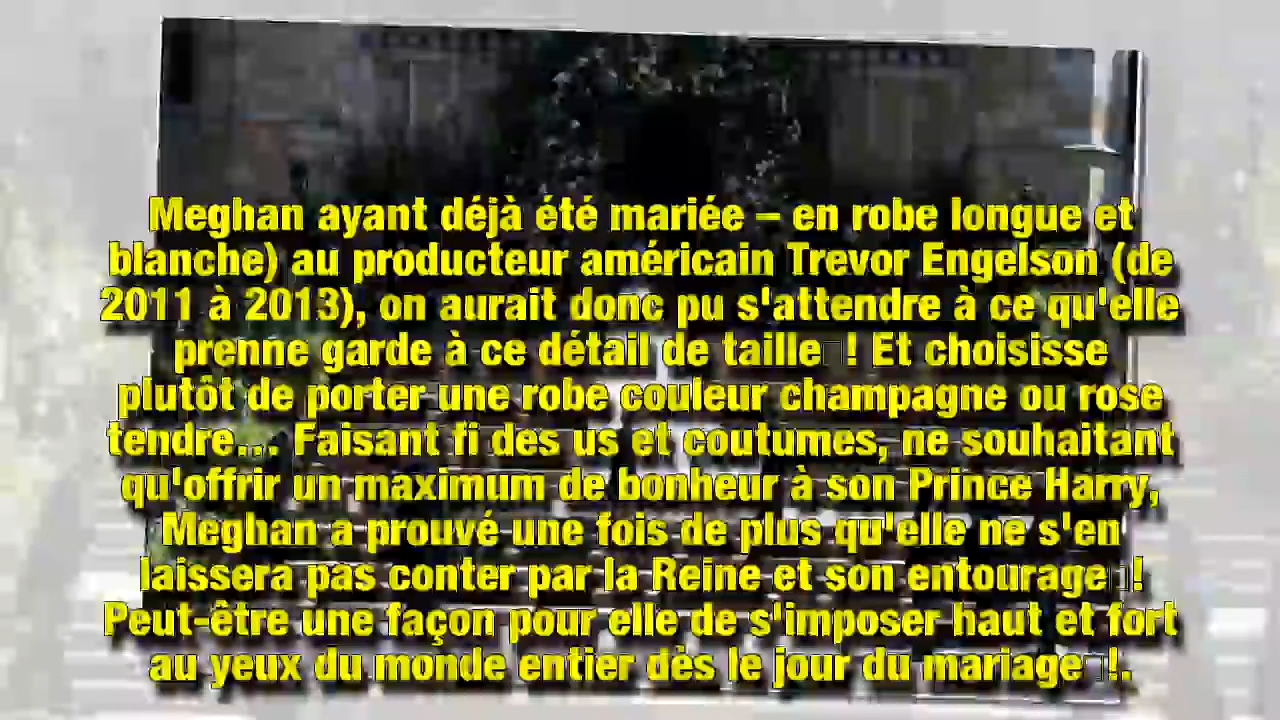 Meghan ayant déjà été mariée – en robe longue et
blanche) au producteur américain Trevor Engelson (de
2011 à 2013), on aurait donc pu s'attendre à ce qu'elle
prenne garde à ce détail de taille ! Et choisisse
plutôt de porter une robe couleur champagne ou rose
tendre... Faisant fi des us et coutumes, ne souhaitant
qu'offrir un maximum de bonheur à son Prince Harry,
Meghan a prouvé une fois de plus qu'elle ne s'en
laissera pas conter par la Reine et son entourage !
Peut-être une façon pour elle de s'imposer haut et fort
au yeux du monde entier dès le jour du mariage !.